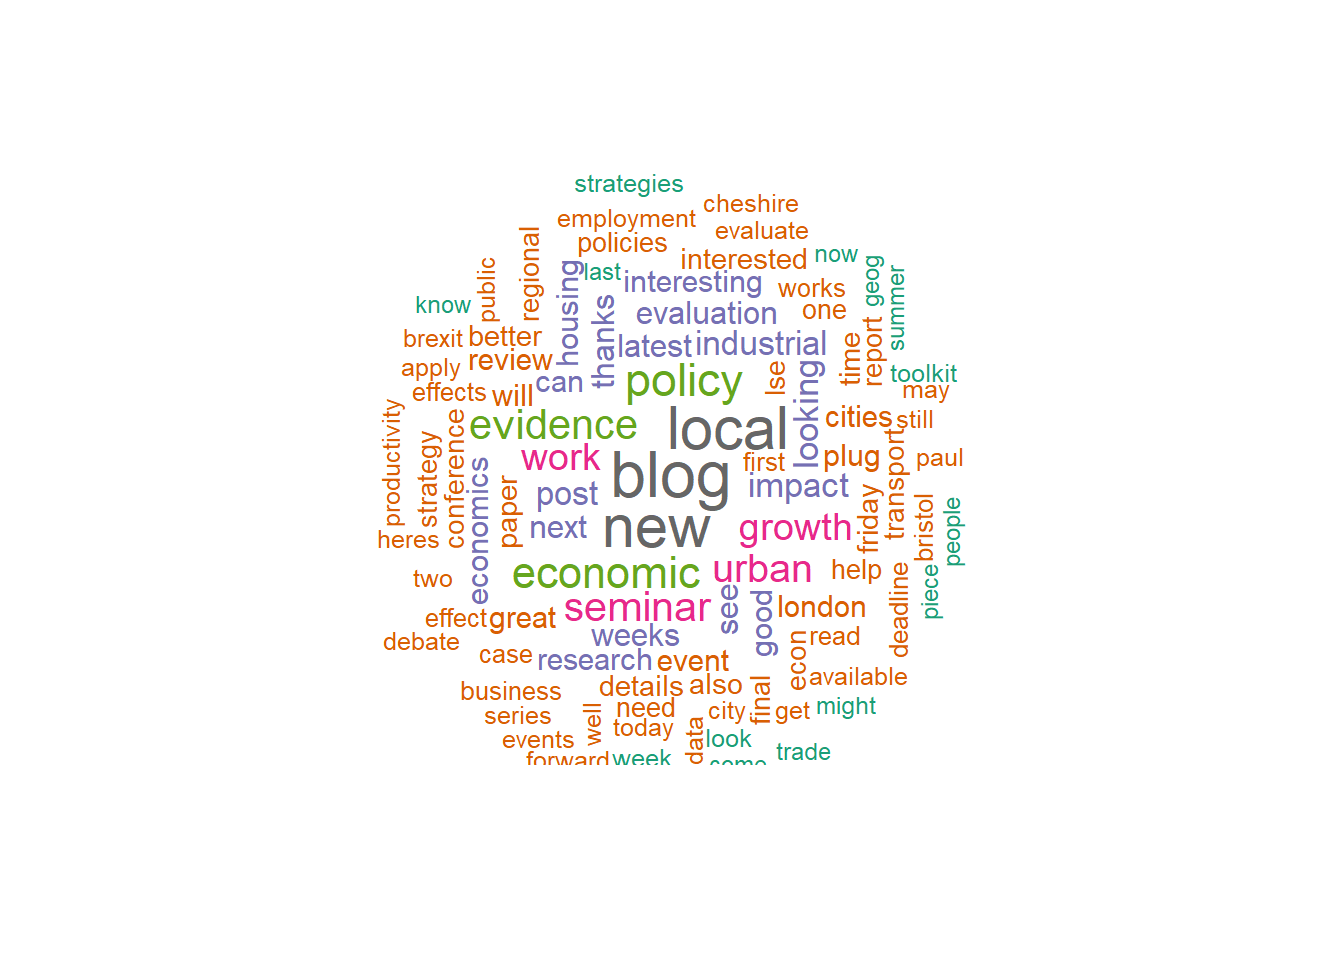 strategies
cheshire
employment
evaluate
policies
regional
public
interested
now
geog
last
interesting
housing
works
summer
know
thanks
evaluation
one
brexit
better
latest
industrial
time
report
review
apply
can
policy
lse
looking
toolkit
effects
will
may
productivity
strategy
conference
evidence
local
cities
still
work
first
plug
transport
paul
economics
paper
post
blog
impact
friday
bristol
people
heres
next
new
growth
two
economic
urban
help
deadline
piece
effect
great
seminar
see
good
london
debate
weeks
econ
read
case
research
event
available
business
details
also
final
series
need
city
get
might
events
well
today
data
look
forward
week
some
trade